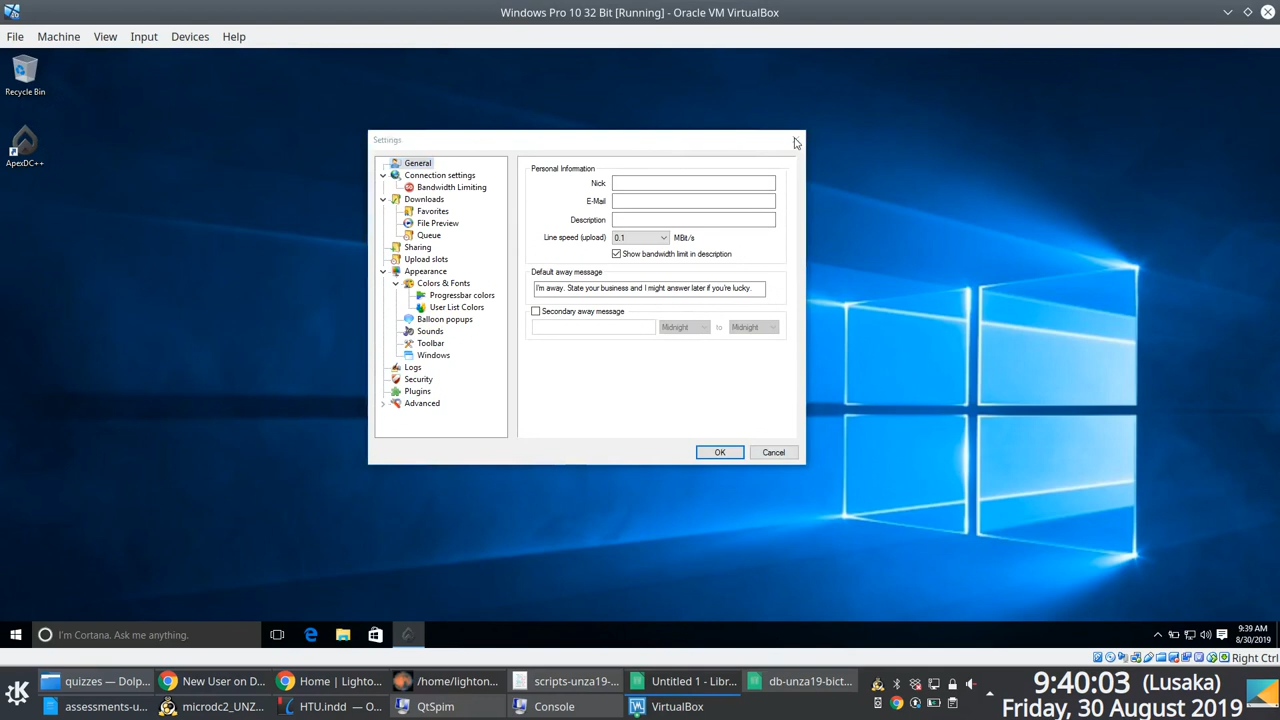 Windows Pro 10 32 Bit [Running] - Oracle VM VirtualBox
File Machine View Input Devices Help
Recycle Bin
ApexDC++
Settings
General
Connection settings
Bandwidth Limiting
Downloads
Favorites
File Preview
Queue
Sharing
Upload slots
Appearance
Colors & Fonts
Progressbar colors
User List Colors
Balloon popups
Sounds
Toolbar
Windows
Logs
Security
Plugins
Advanced
Personal Information
Nick
E-Mail
Description
Line speed (upload) 0.1 MBit/s
Show bandwidth limit in description
Default away message
I'm away. State your business and I might answer later if you're lucky.
Secondary away message
Midnight to Midnight
OK Cancel
I'm Cortana. Ask me anything.
9:39 AM
8/30/2019
Right Ctrl
quizzes — Dolp...
New User on D...
Home | Lighto...
/home/lighton...
scripts-unza19-...
Untitled 1 - Libr...
db-unza19-bict...
assessments-u...
microdc2_UNZ...
HTU.indd — O...
QtSpim
Console
VirtualBox
9:40:03 (Lusaka)
Friday, 30 August 2019